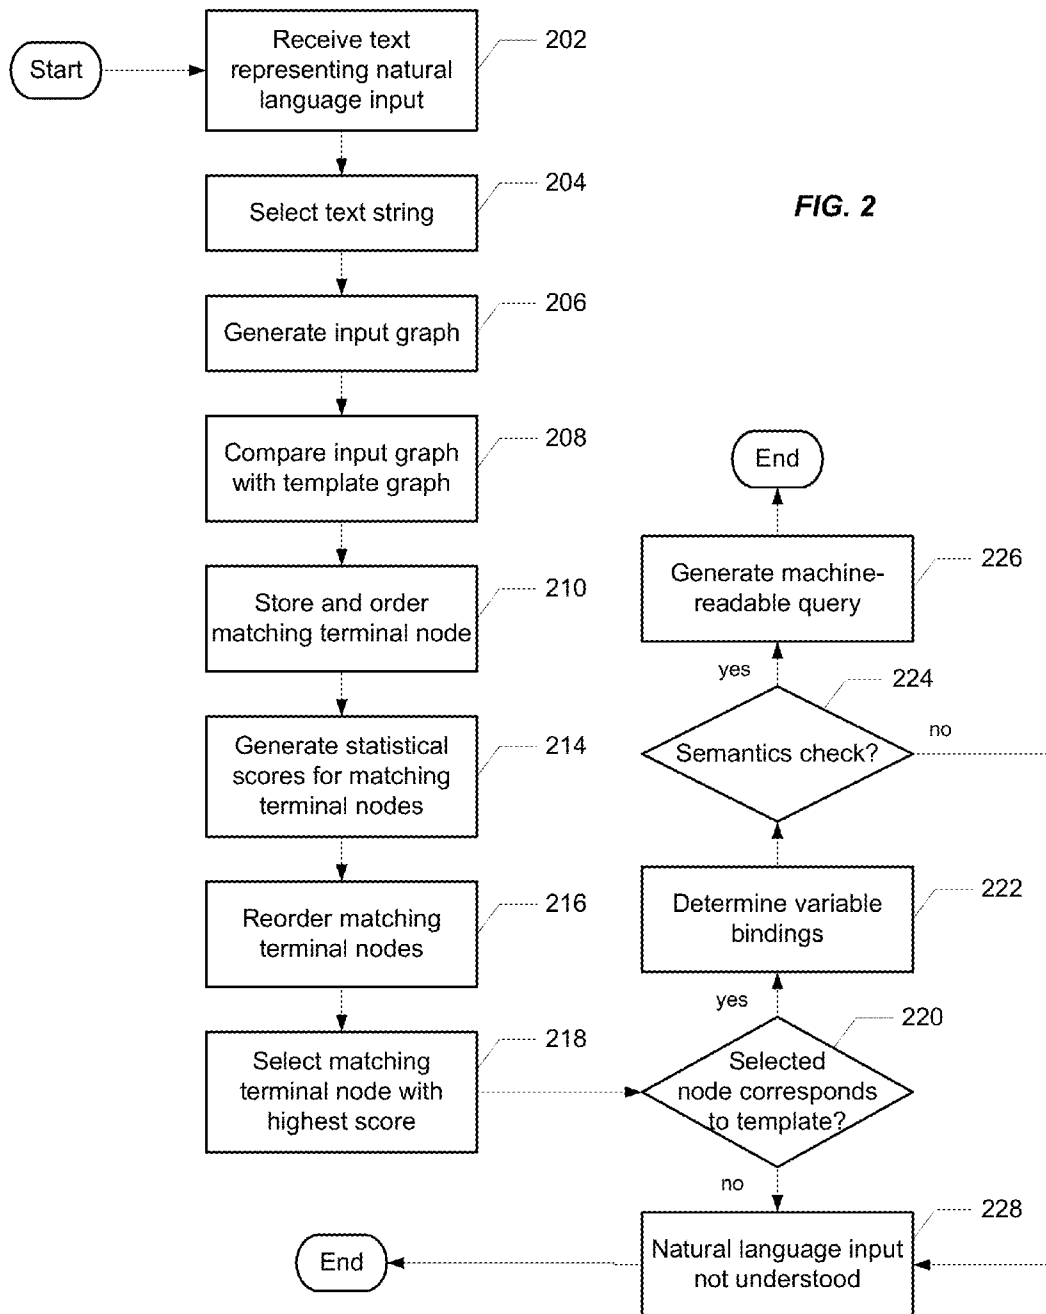 Start
Receive text
representing natural
language input
202
Select text string
204
FIG. 2
Generate input graph
206
Compare input graph
with template graph
208
Store and order
matching terminal node
210
Generate statistical
scores for matching
terminal nodes
214
Reorder matching
terminal nodes
216
Select matching
terminal node with
highest score
218
Selected
node corresponds
to template?
220
yes
no
Determine variable
bindings
222
Semantics check?
224
yes
no
Generate machine-
readable query
226
End
Natural language input
not understood
228
End